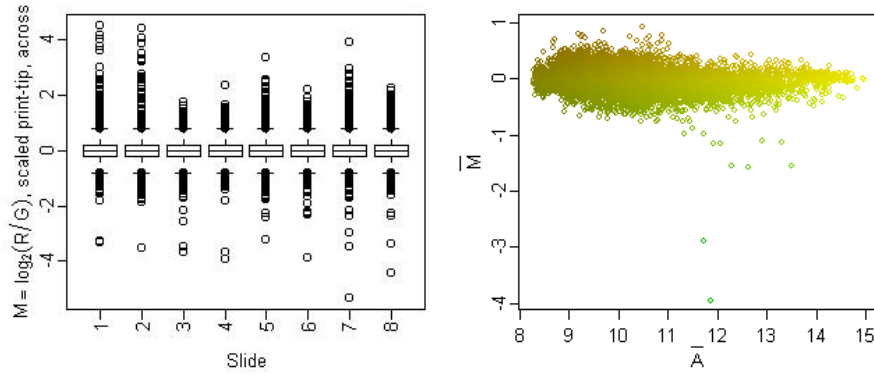 M = log2(R/G), scaled print-tip, across
4
2
0
-2
-4
1 2 3 4 5 6 7 8
Slide
M
1
0
-1
-2
-3
-4
8 9 10 11 12 13 14 15
A